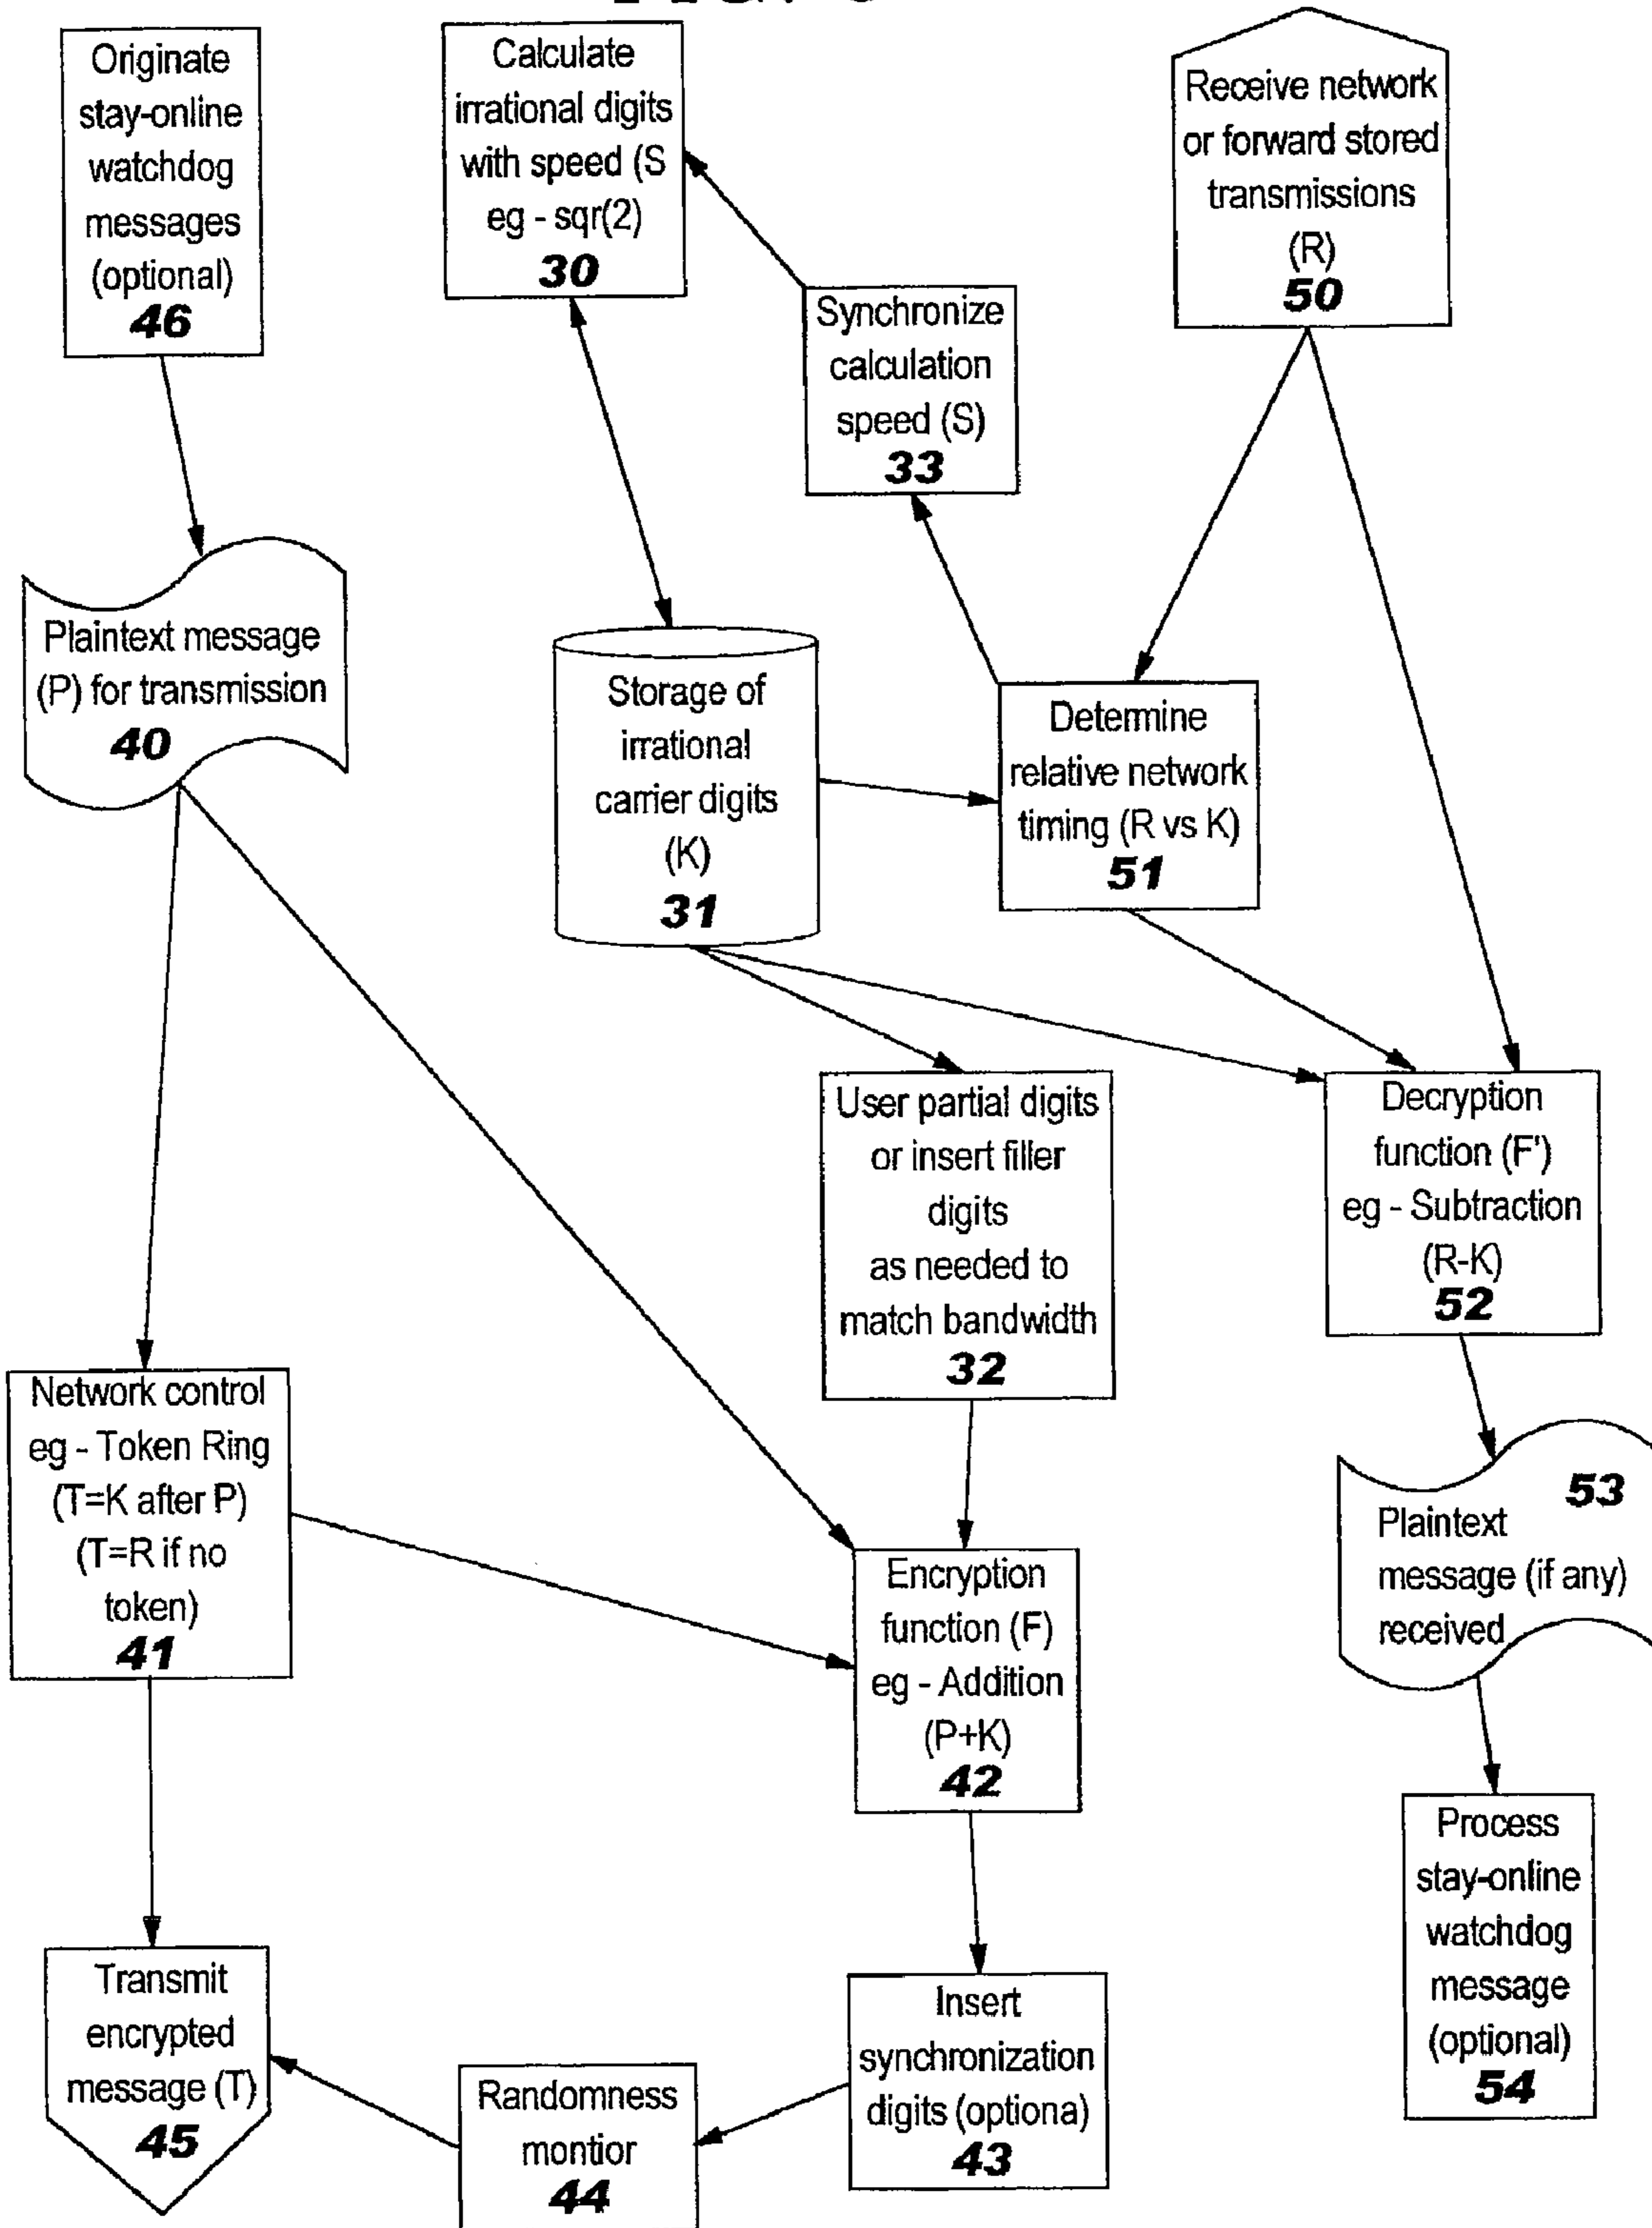 Originate
stay-online
watchdog
messages
(optional)
46
Calculate
irrational digits
with speed (S
eg - sqr(2)
30
Receive network
or forward stored
transmissions
(R)
50
Synchronize
calculation
speed (S)
33
Plaintext message
(P) for transmission
40
Storage of
irrational
carrier digits
(K)
31
Determine
relative network
timing (R vs K)
51
User partial digits
or insert filler
digits
as needed to
match bandwidth
32
Decryption
function (F')
eg - Subtraction
(R-K)
52
Network control
eg - Token Ring
(T=K after P)
(T=R if no
token)
41
53
Plaintext
message (if any)
received
Encryption
function (F)
eg - Addition
(P+K)
42
Process
stay-online
watchdog
message
(optional)
54
Transmit
encrypted
message (T)
45
Randomness
montior
44
Insert
synchronization
digits (optiona)
43